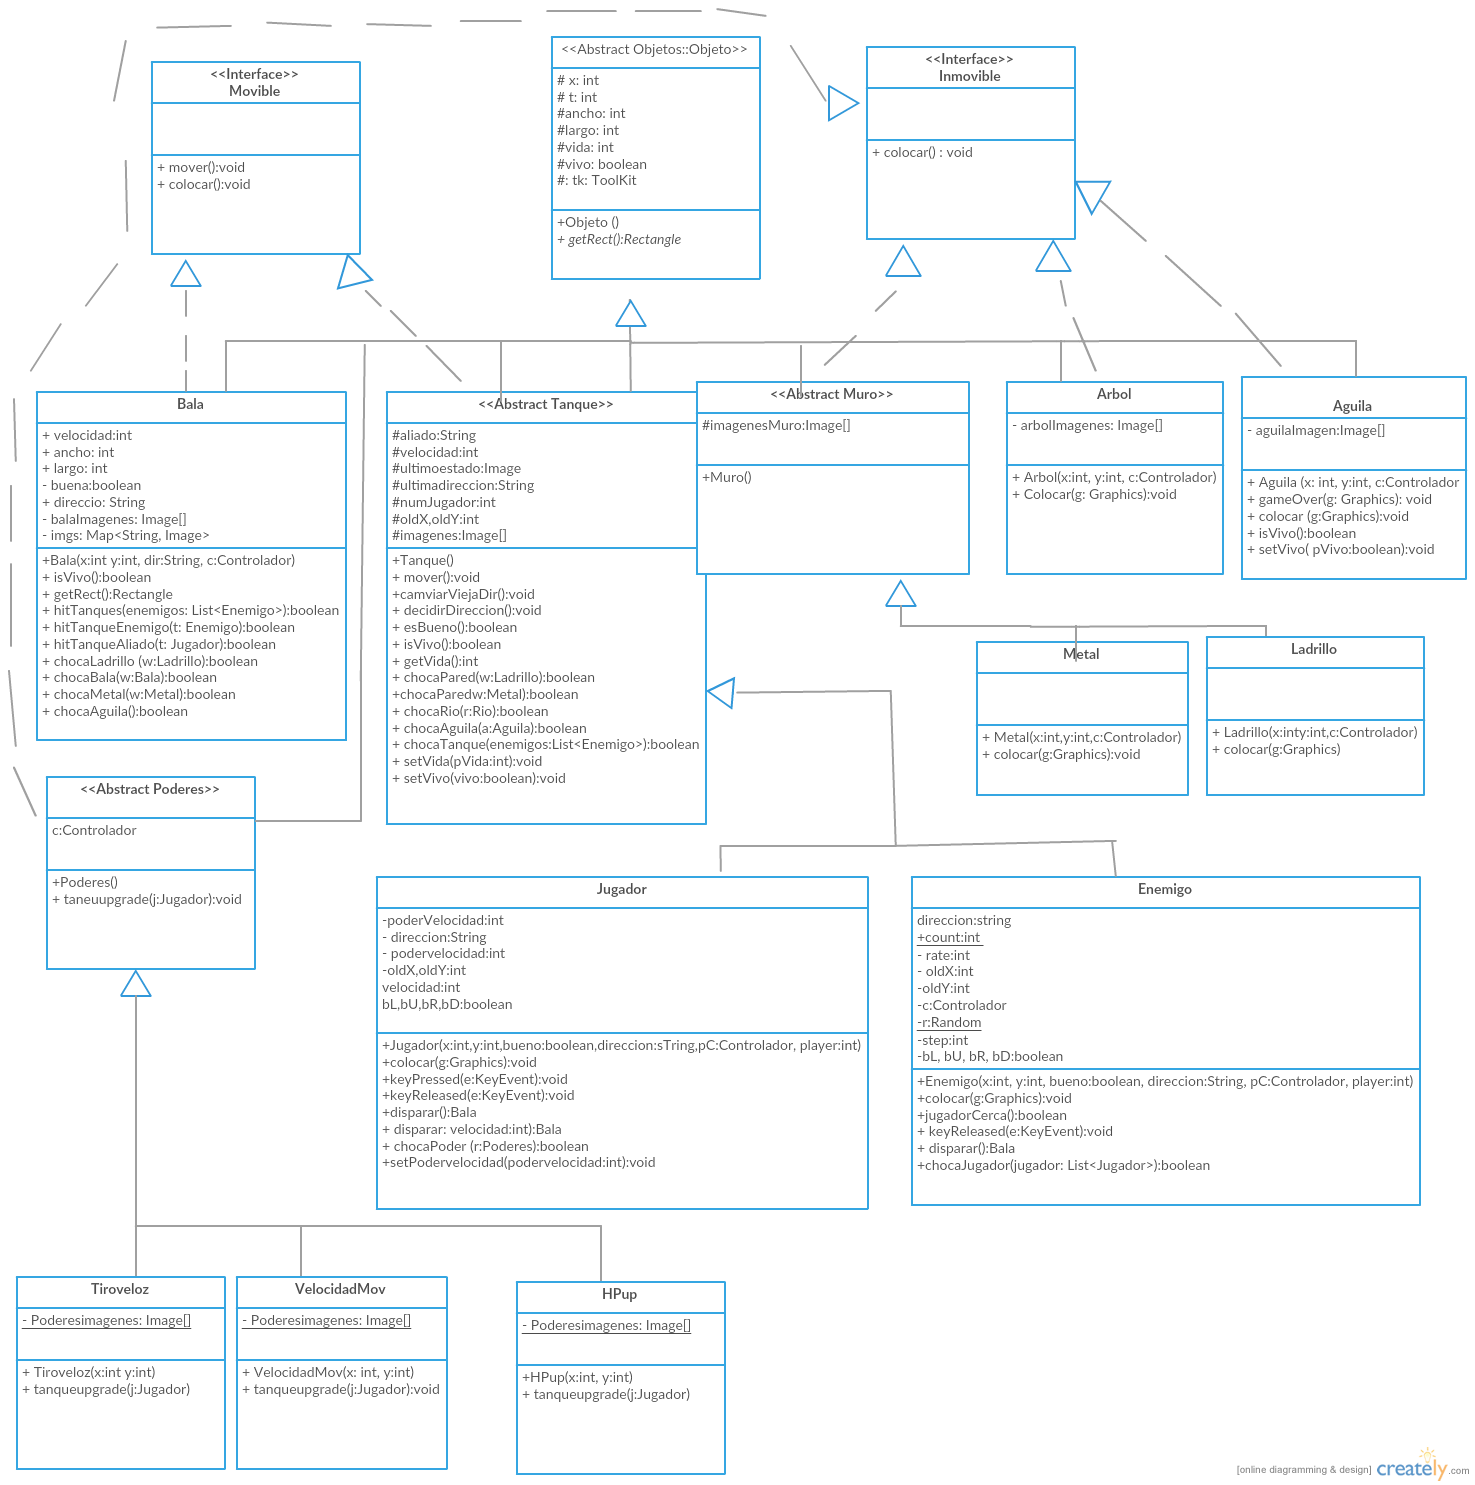 <<Interface>>
Movible
+ mover():void
+ colocar():void
<<Abstract Objetos::Objeto>>
# x: int
# t: int
#ancho: int
#largo: int
#vida: int
#vivo: boolean
#: tk: ToolKit
+Objeto ()
+ getRect():Rectangle
<<Interface>>
Inmovible
+ colocar() : void
Bala
+ velocidad:int
+ ancho: int
+ largo: int
- buena:boolean
+ direccio: String
- balaImagenes: Image[]
- imgs: Map<String, Image>
+Bala(x:int y:int, dir:String, c:Controlador)
+ isVivo():boolean
+ getRect():Rectangle
+ hitTanques(enemigos: List<Enemigo>):boolean
+ hitTanqueEnemigo(t: Enemigo):boolean
+ hitTanqueAliado(t: Jugador):boolean
+ chocaLadrillo (w:Ladrillo):boolean
+ chocaBala(w:Bala):boolean
+ chocaMetal(w:Metal):boolean
+ chocaAguila():boolean
<<Abstract Tanque>>
#aliado:String
#velocidad:int
#ultimoestado:Image
#ultimadireccion:String
#numJugador:int
#oldX,oldY:int
#imagenes:Image[]
+Tanque()
+ mover():void
+camviarViejaDir():void
+ decidirDireccion():void
+ esBueno():boolean
+ isVivo():boolean
+ getVida():int
+ chocaPared(w:Ladrillo):boolean
+chocaParedw:Metal):boolean
+ chocaRio(r:Rio):boolean
+ chocaAguila(a:Aguila):boolean
+ chocaTanque(enemigos:List<Enemigo>):boolean
+ setVida(pVida:int):void
+ setVivo(vivo:boolean):void
<<Abstract Muro>>
#imagenesMuro:Image[]
+Muro()
Arbol
- arbolImagenes: Image[]
+ Arbol(x:int, y:int, c:Controlador)
+ Colocar(g: Graphics):void
Aguila
- aguilaImagen:Image[]
+ Aguila (x: int, y:int, c:Controlador
+ gameOver(g: Graphics): void
+ colocar (g:Graphics):void
+ isVivo():boolean
+ setVivo( pVivo:boolean):void
Metal
+ Metal(x:int,y:int,c:Controlador)
+ colocar(g:Graphics):void
Ladrillo
+ Ladrillo(x:inty:int,c:Controlador)
+ colocar(g:Graphics)
<<Abstract Poderes>>
c:Controlador
+Poderes()
+ taneuupgrade(j:Jugador):void
Jugador
-poderVelocidad:int
- direccion:String
- podervelocidad:int
-oldX,oldY:int
velocidad:int
bL,bU,bR,bD:boolean
+Jugador(x:int,y:int,bueno:boolean,direccion:sTring,pC:Controlador, player:int)
+colocar(g:Graphics):void
+keyPressed(e:KeyEvent):void
+keyReleased(e:KeyEvent):void
+disparar():Bala
+ disparar: velocidad:int):Bala
+ chocaPoder (r:Poderes):boolean
+setPodervelocidad(podervelocidad:int):void
Enemigo
direccion:string
+count:int
- rate:int
- oldX:int
-oldY:int
-c:Controlador
-r:Random
-step:int
-bL, bU, bR, bD:boolean
+Enemigo(x:int, y:int, bueno:boolean, direccion:String, pC:Controlador, player:int)
+colocar(g:Graphics):void
+jugadorCerca():boolean
+ keyReleased(e:KeyEvent):void
+ disparar():Bala
+chocaJugador(jugador: List<Jugador>):boolean
Tiroveloz
- Poderesimagenes: Image[]
+ Tiroveloz(x:int y:int)
+ tanqueupgrade(j:Jugador)
VelocidadMov
- Poderesimagenes: Image[]
+ VelocidadMov(x: int, y:int)
+ tanqueupgrade(j:Jugador):void
HPup
- Poderesimagenes: Image[]
+HPup(x:int, y:int)
+ tanqueupgrade(j:Jugador)
[online diagramming & design] creately.com